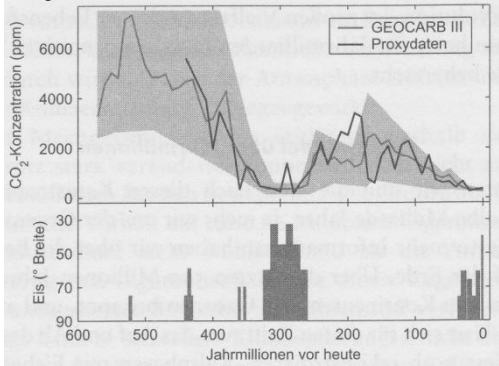 GEOCARB III
Proxydaten
CO₂-Konzentration (ppm)
6000
4000
2000
0
Eis (° Breite)
30
50
70
90
600 500 400 300 200 100 0
Jahrmillionen vor heute